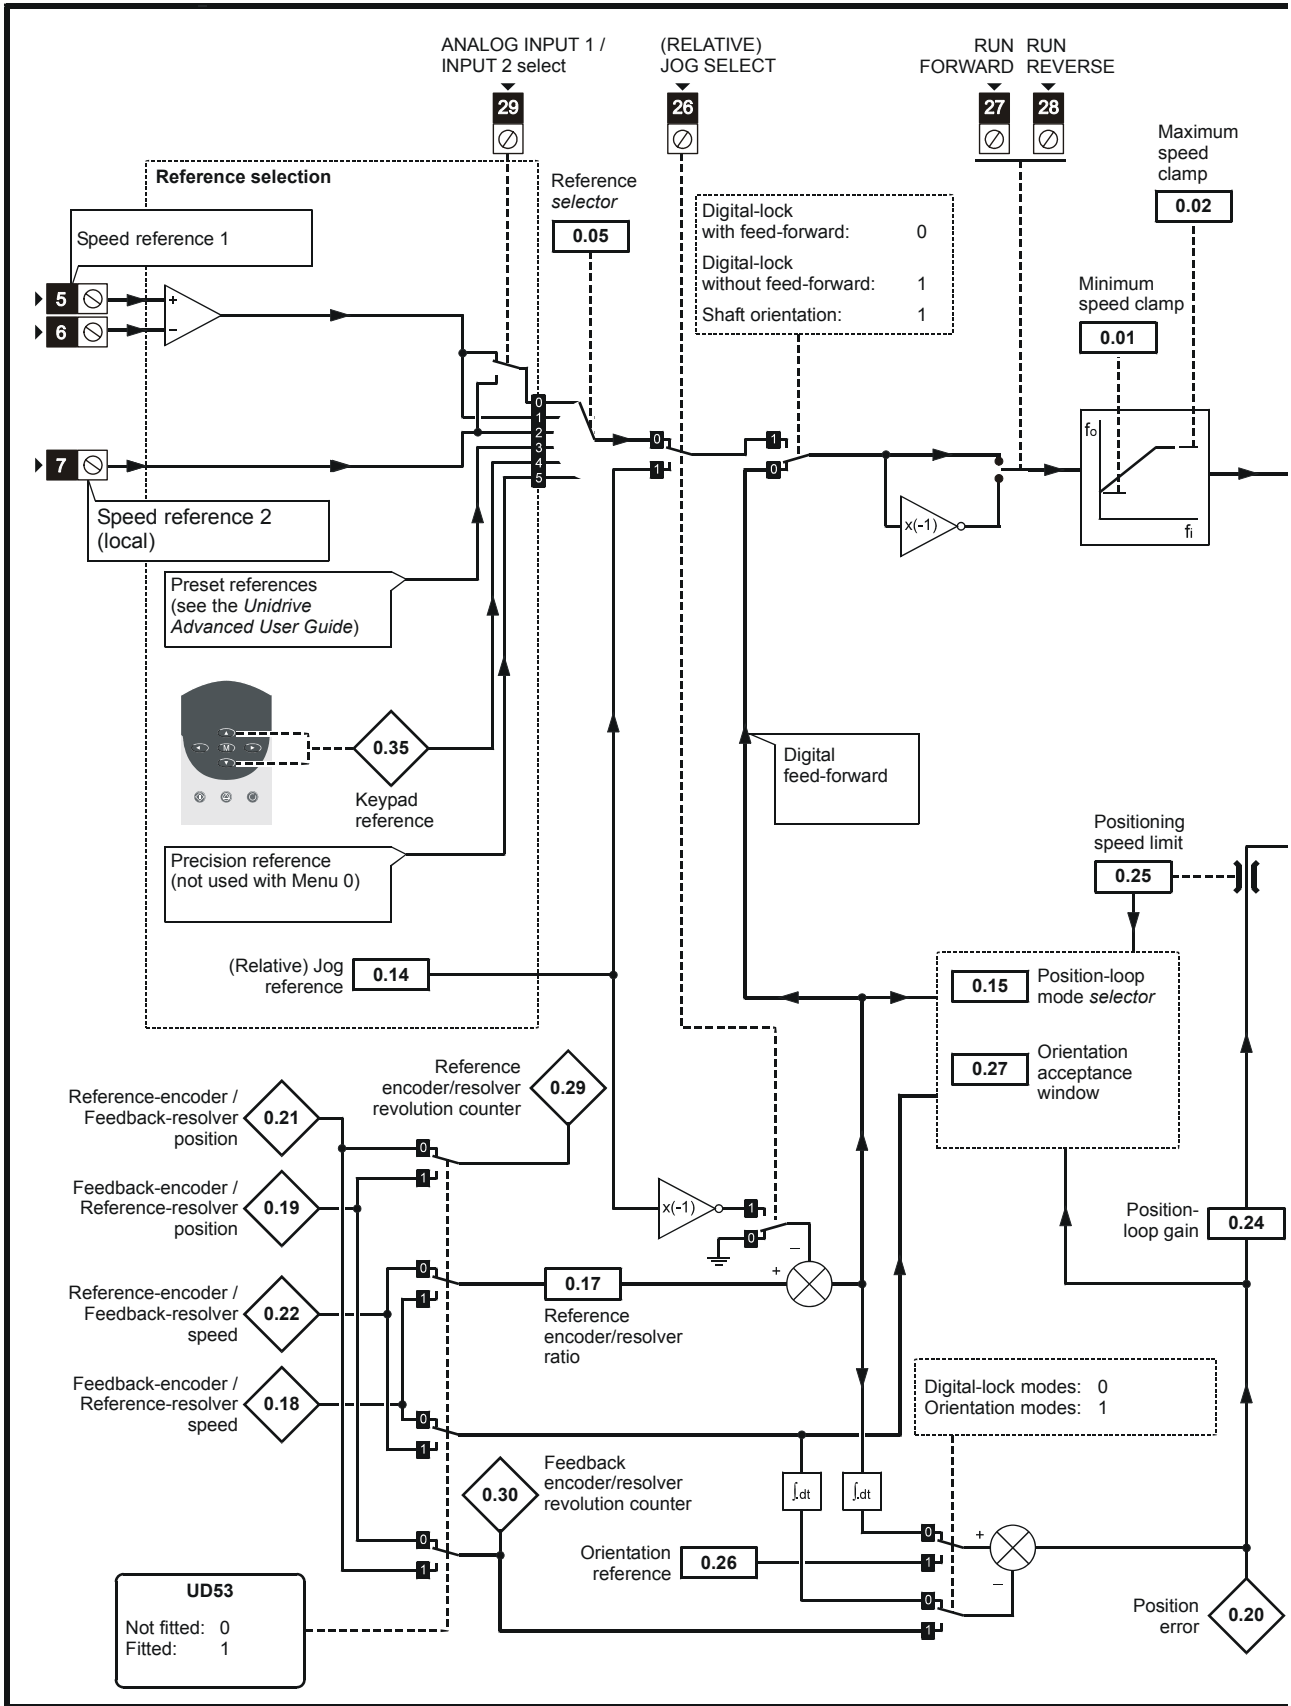 ANALOG INPUT 1 /
INPUT 2 select
29
(RELATIVE)
JOG SELECT
26
RUN
FORWARD
27
RUN
REVERSE
28
Maximum
speed
clamp
0.02
Reference selection
Reference
selector
0.05
Digital-lock
with feed-forward: 0
Digital-lock
without feed-forward: 1
Shaft orientation: 1
Minimum
speed clamp
0.01
Speed reference 1
5
6
+
−
7
Speed reference 2
(local)
0
1
2
3
4
5
0
1
1
0
x(-1)
fo
fi
Preset references
(see the Unidrive
Advanced User Guide)
M
0.35
Keypad
reference
Digital
feed-forward
Precision reference
(not used with Menu 0)
Positioning
speed limit
0.25
(Relative) Jog
reference
0.14
0.15
Position-loop
mode selector
0.27
Orientation
acceptance
window
Reference
encoder/resolver
revolution counter
0.29
Reference-encoder /
Feedback-resolver
position
0.21
0
1
Feedback-encoder /
Reference-resolver
position
0.19
x(-1)
1
0
−
+
Position-
loop gain
0.24
Reference-encoder /
Feedback-resolver
speed
0.22
0
1
0.17
Reference
encoder/resolver
ratio
Feedback-encoder /
Reference-resolver
speed
0.18
0
1
Digital-lock modes: 0
Orientation modes: 1
Feedback
encoder/resolver
revolution counter
0.30
∫.dt
∫.dt
0
1
Orientation
reference
0.26
0
1
+
−
0
1
UD53
Not fitted: 0
Fitted: 1
Position
error
0.20